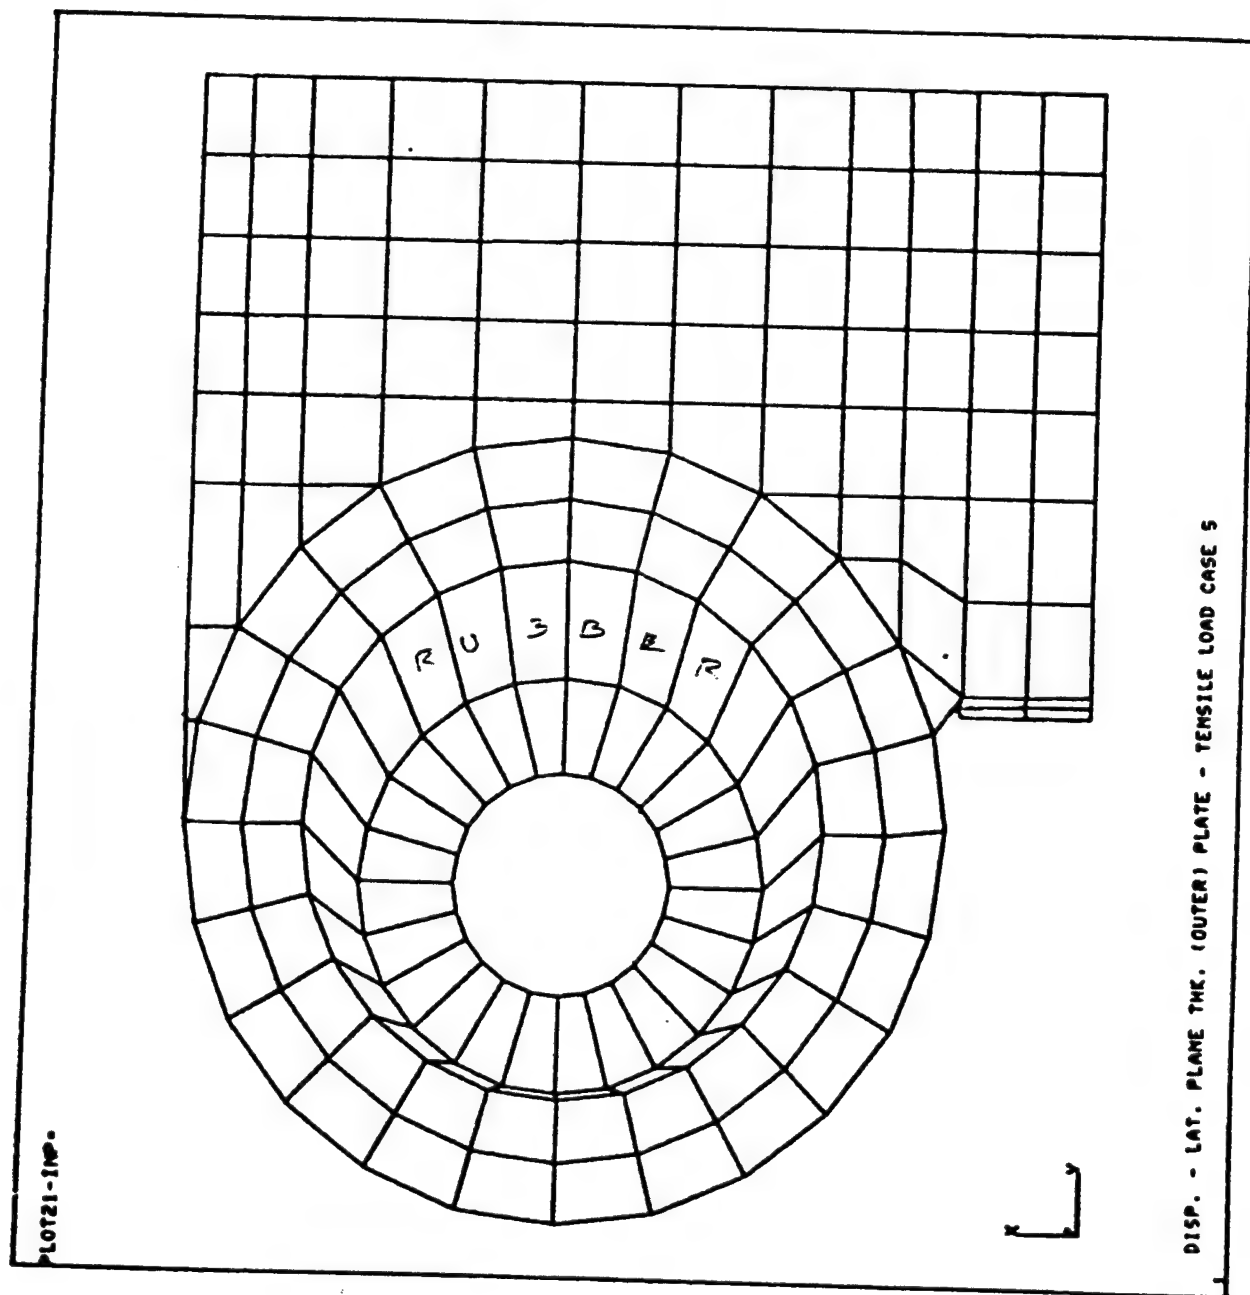 PLOT21-INP=
R U B B E R
X
Y
DISP. - LAT. PLANE THK. (OUTER) PLATE - TENSILE LOAD CASE 5